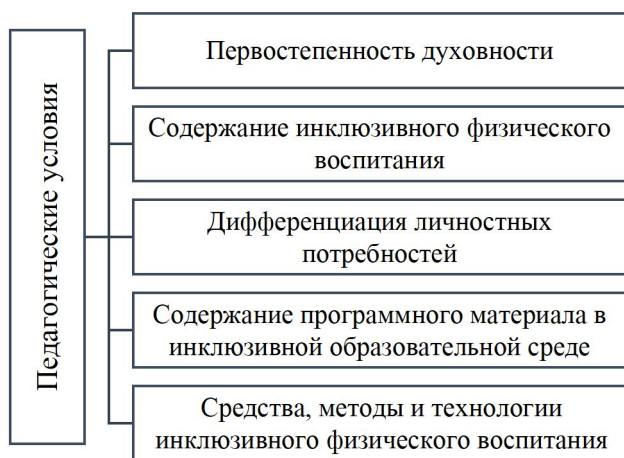 Педагогические условия
Первостепенность духовности
Содержание инклюзивного физического
воспитания
Дифференциация личностных
потребностей
Содержание программного материала в
инклюзивной образовательной среде
Средства, методы и технологии
инклюзивного физического воспитания